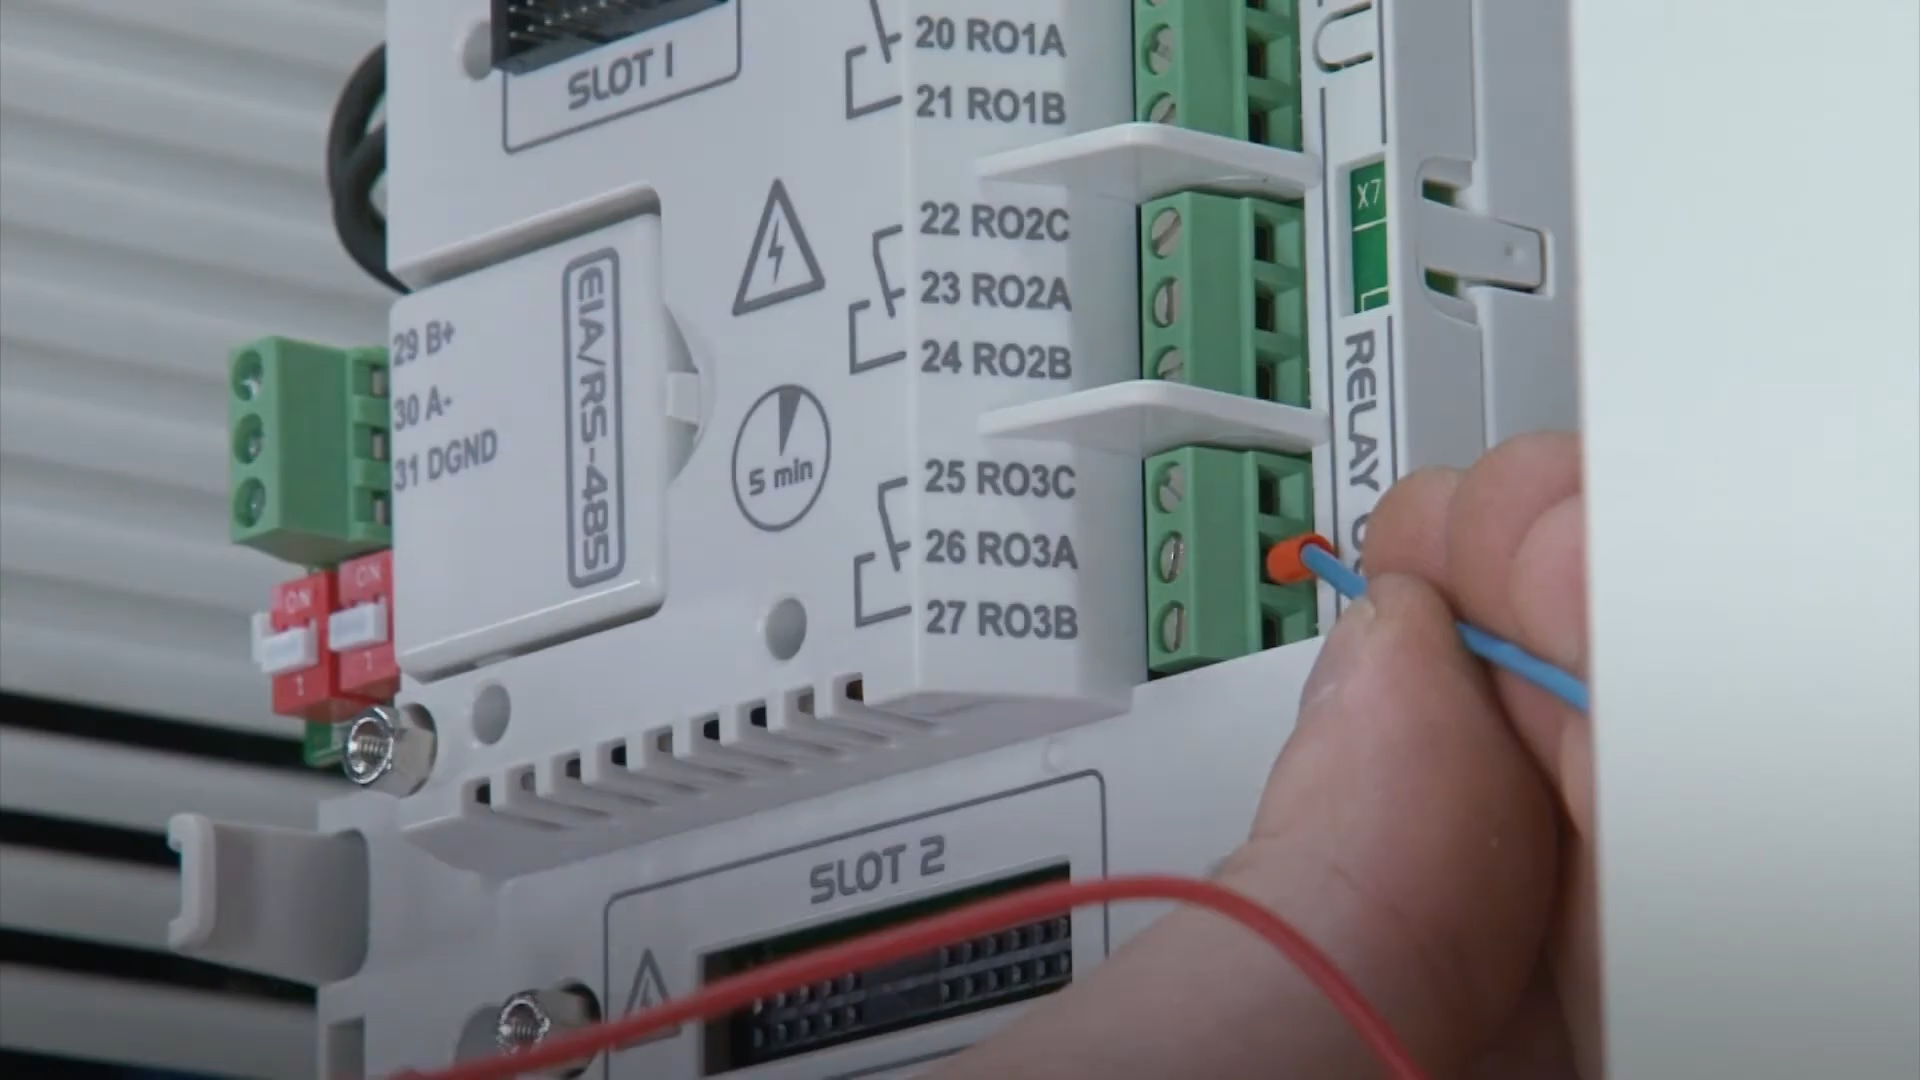 SLOT 1
20 RO1A
21 RO1B
22 RO2C
23 RO2A
24 RO2B
25 RO3C
26 RO3A
27 RO3B
X7
RELAY
29 B+
30 A-
31 DGND
EIA/RS-485
5 min
ON
ON
1
1
SLOT 2